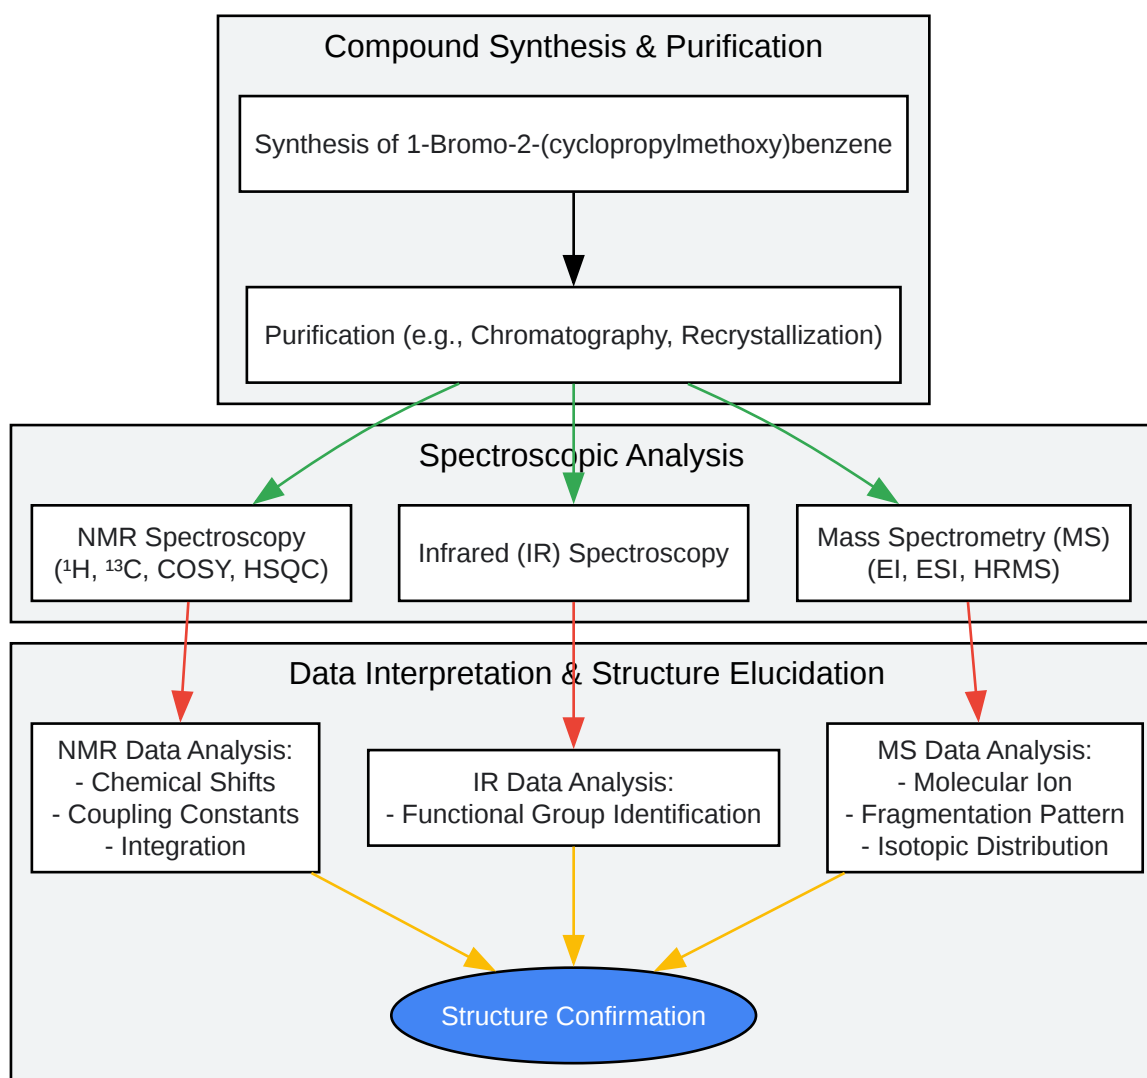 Compound Synthesis & Purification
Synthesis of 1-Bromo-2-(cyclopropylmethoxy)benzene
Purification (e.g., Chromatography, Recrystallization)
Spectroscopic Analysis
NMR Spectroscopy
(¹H, ¹³C, COSY, HSQC)
Infrared (IR) Spectroscopy
Mass Spectrometry (MS)
(EI, ESI, HRMS)
Data Interpretation & Structure Elucidation
NMR Data Analysis:
- Chemical Shifts
- Coupling Constants
- Integration
IR Data Analysis:
- Functional Group Identification
MS Data Analysis:
- Molecular Ion
- Fragmentation Pattern
- Isotopic Distribution
Structure Confirmation